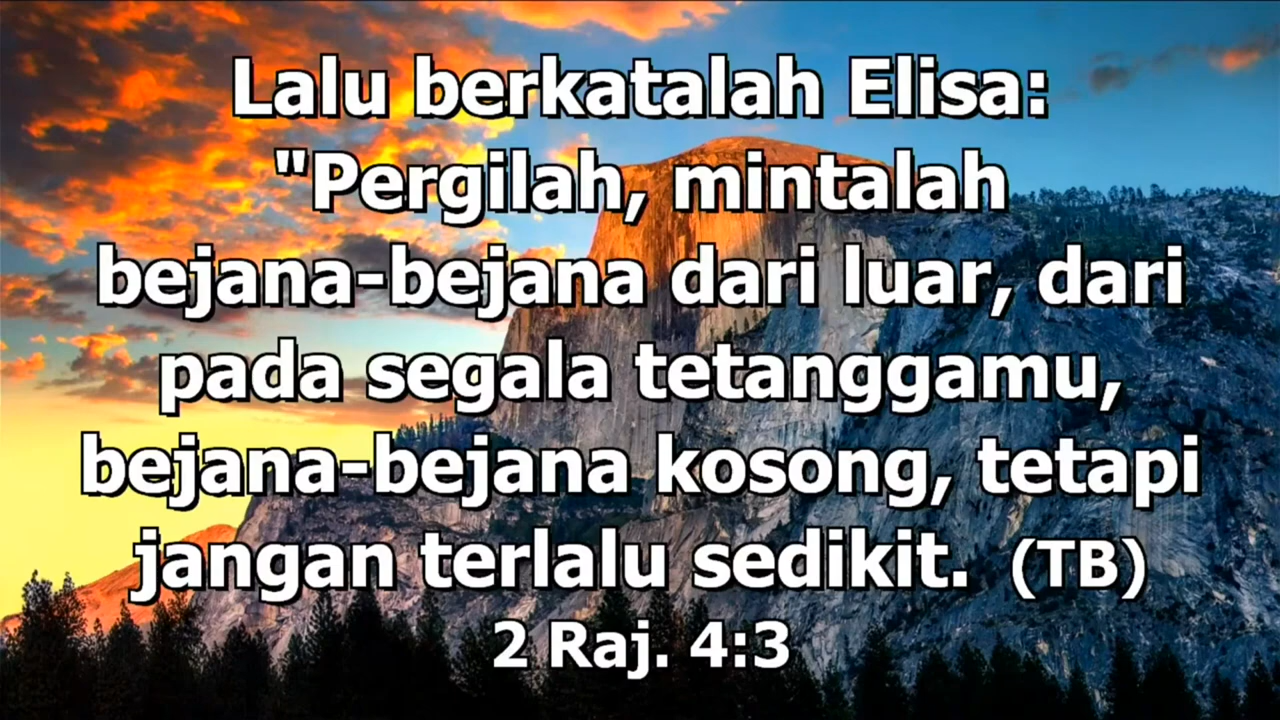 Lalu berkatalah Elisa:
"Pergilah, mintalah
bejana-bejana dari luar, dari
pada segala tetanggamu,
bejana-bejana kosong, tetapi
jangan terlalu sedikit. (TB)
2 Raj. 4:3